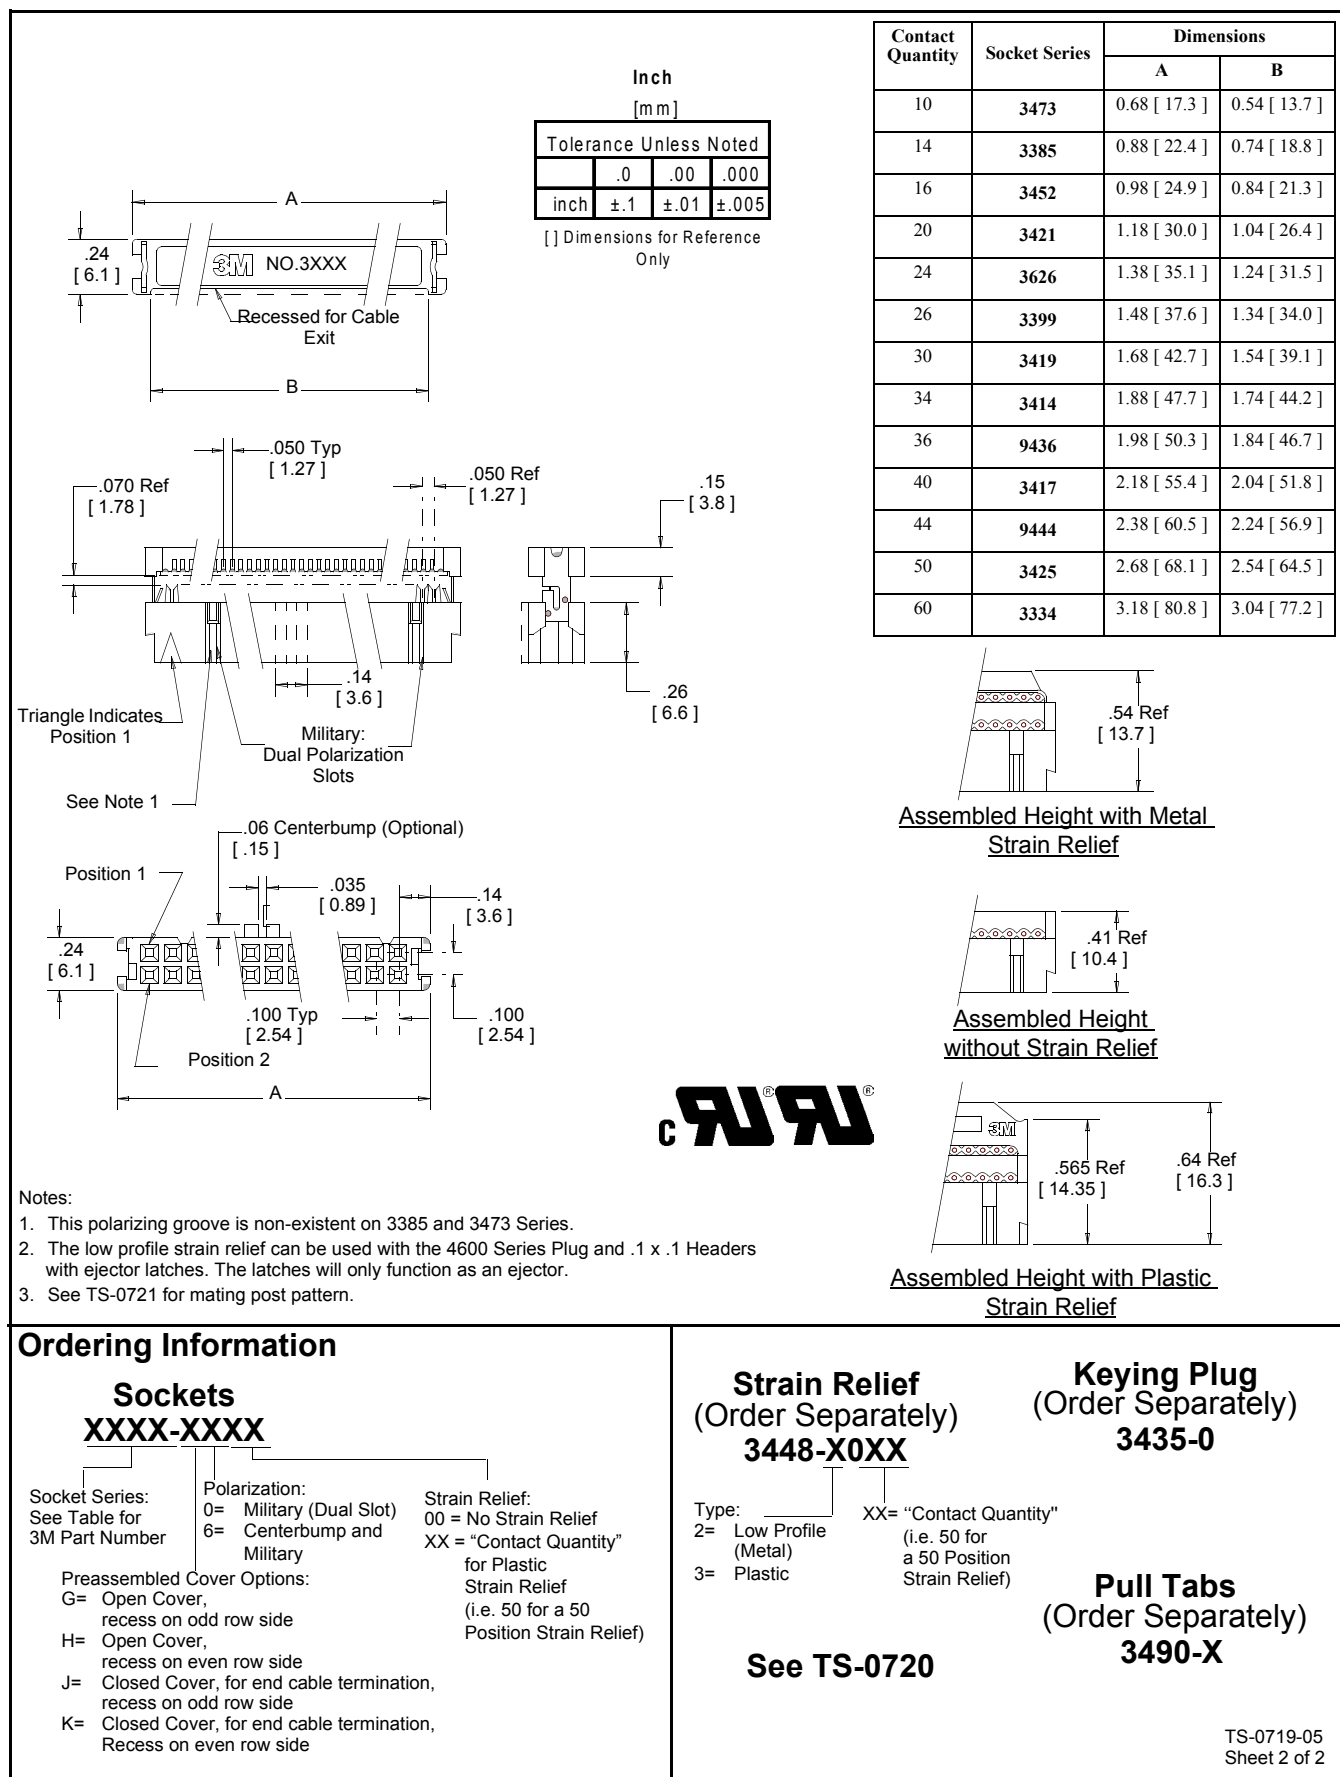 Inch
[mm]
Tolerance Unless Noted
.0 .00 .000
inch ±.1 ±.01 ±.005
[ ] Dimensions for Reference
Only
Contact Quantity Socket Series Dimensions
A B
10 3473 0.68 [ 17.3 ] 0.54 [ 13.7 ]
14 3385 0.88 [ 22.4 ] 0.74 [ 18.8 ]
16 3452 0.98 [ 24.9 ] 0.84 [ 21.3 ]
20 3421 1.18 [ 30.0 ] 1.04 [ 26.4 ]
24 3626 1.38 [ 35.1 ] 1.24 [ 31.5 ]
26 3399 1.48 [ 37.6 ] 1.34 [ 34.0 ]
30 3419 1.68 [ 42.7 ] 1.54 [ 39.1 ]
34 3414 1.88 [ 47.7 ] 1.74 [ 44.2 ]
36 9436 1.98 [ 50.3 ] 1.84 [ 46.7 ]
40 3417 2.18 [ 55.4 ] 2.04 [ 51.8 ]
44 9444 2.38 [ 60.5 ] 2.24 [ 56.9 ]
50 3425 2.68 [ 68.1 ] 2.54 [ 64.5 ]
60 3334 3.18 [ 80.8 ] 3.04 [ 77.2 ]
A
.24
[ 6.1 ]
3M NO.3XXX
Recessed for Cable
Exit
B
.050 Typ
[ 1.27 ]
.070 Ref
[ 1.78 ]
.050 Ref
[ 1.27 ]
.15
[ 3.8 ]
.14
[ 3.6 ]
.26
[ 6.6 ]
Triangle Indicates
Position 1
Military:
Dual Polarization
Slots
See Note 1
.06 Centerbump (Optional)
[ .15 ]
Position 1
.035
[ 0.89 ]
.14
[ 3.6 ]
.24
[ 6.1 ]
.100 Typ
[ 2.54 ]
.100
[ 2.54 ]
Position 2
A
.54 Ref
[ 13.7 ]
Assembled Height with Metal
Strain Relief
.41 Ref
[ 10.4 ]
Assembled Height
without Strain Relief
3M
.565 Ref
[ 14.35 ]
.64 Ref
[ 16.3 ]
Assembled Height with Plastic
Strain Relief
c RU ® RU ®
Notes:
1. This polarizing groove is non-existent on 3385 and 3473 Series.
2. The low profile strain relief can be used with the 4600 Series Plug and .1 x .1 Headers
with ejector latches. The latches will only function as an ejector.
3. See TS-0721 for mating post pattern.
Ordering Information
Sockets
XXXX-XXXX
Socket Series:
See Table for
3M Part Number
Polarization:
0= Military (Dual Slot)
6= Centerbump and
Military
Strain Relief:
00 = No Strain Relief
XX = “Contact Quantity”
for Plastic
Strain Relief
(i.e. 50 for a 50
Position Strain Relief)
Preassembled Cover Options:
G= Open Cover,
recess on odd row side
H= Open Cover,
recess on even row side
J= Closed Cover, for end cable termination,
recess on odd row side
K= Closed Cover, for end cable termination,
Recess on even row side
Strain Relief
(Order Separately)
3448-X0XX
Type:
2= Low Profile
(Metal)
3= Plastic
XX= ‘‘Contact Quantity"
(i.e. 50 for
a 50 Position
Strain Relief)
See TS-0720
Keying Plug
(Order Separately)
3435-0
Pull Tabs
(Order Separately)
3490-X
TS-0719-05
Sheet 2 of 2